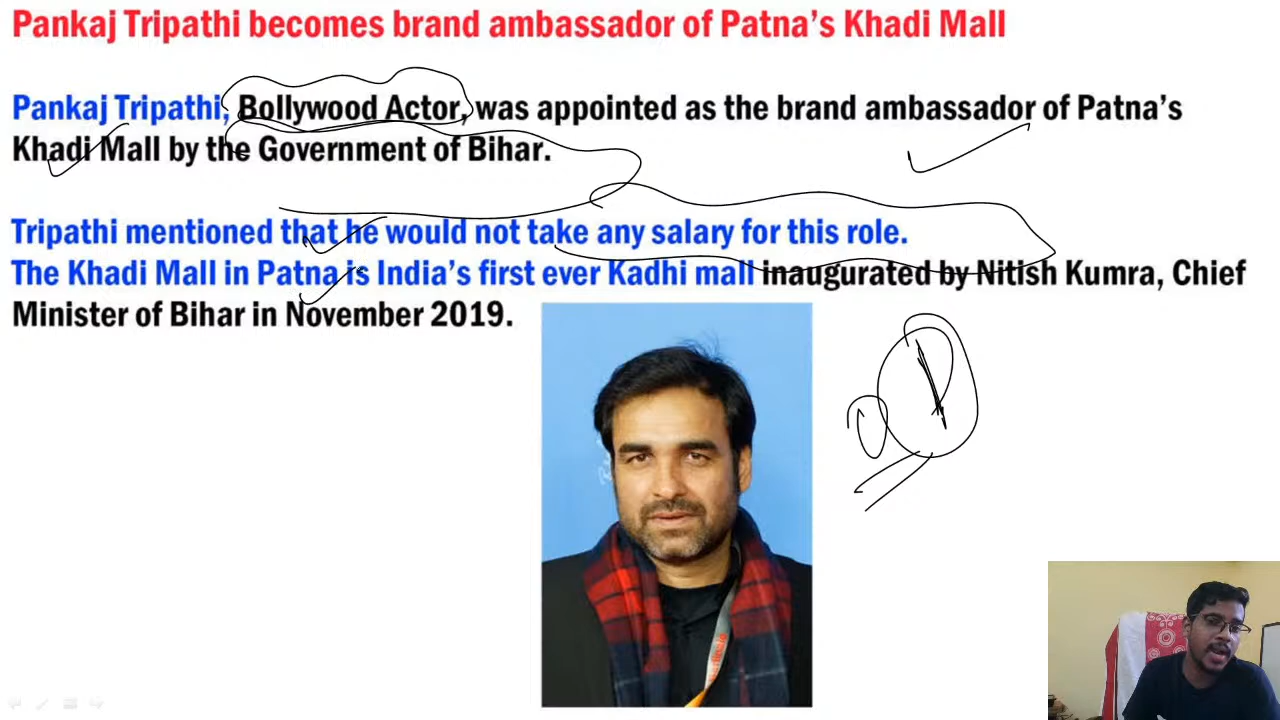 Pankaj Tripathi becomes brand ambassador of Patna's Khadi Mall
Pankaj Tripathi, Bollywood Actor, was appointed as the brand ambassador of Patna's
Khadi Mall by the Government of Bihar.
Tripathi mentioned that he would not take any salary for this role.
The Khadi Mall in Patna is India's first ever Kadhi mall inaugurated by Nitish Kumra, Chief
Minister of Bihar in November 2019.